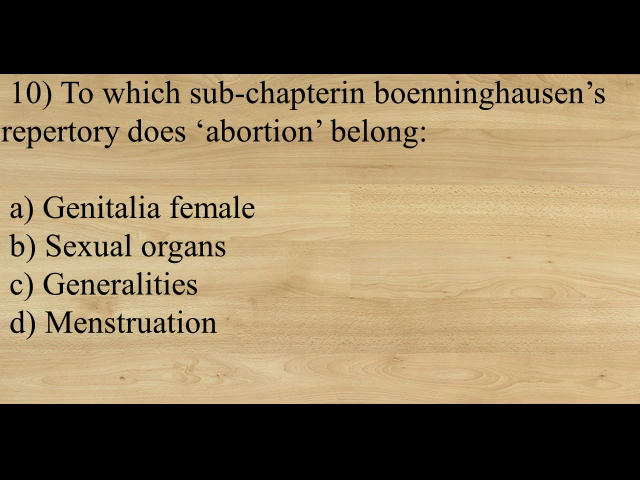 10) To which sub-chapterin boenninghausen’s
repertory does ‘abortion’ belong:
a) Genitalia female
b) Sexual organs
c) Generalities
d) Menstruation